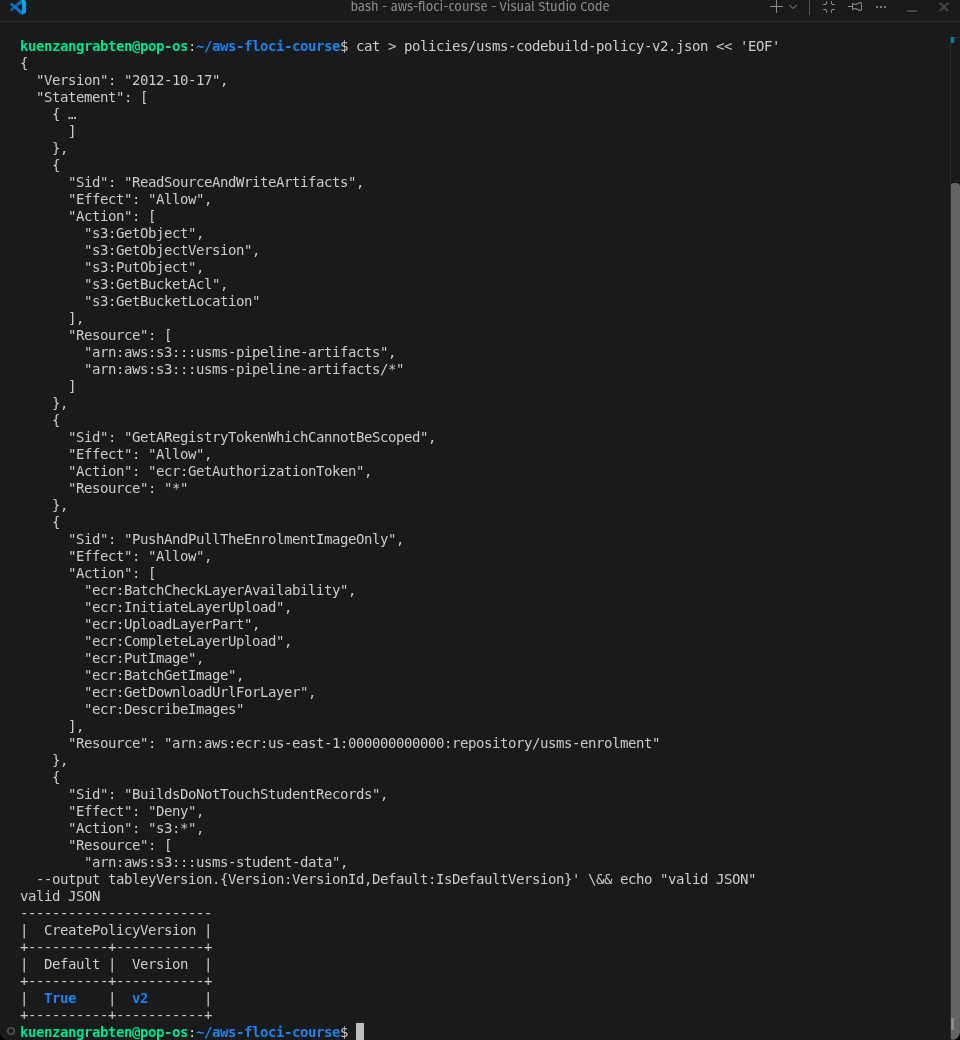 bash - aws-floci-course - Visual Studio Code
kuenzangrabten@pop-os:~/aws-floci-course$ cat > policies/usms-codebuild-policy-v2.json << 'EOF'
{
  "Version": "2012-10-17",
  "Statement": [
    { …
      ]
    },
    {
      "Sid": "ReadSourceAndWriteArtifacts",
      "Effect": "Allow",
      "Action": [
        "s3:GetObject",
        "s3:GetObjectVersion",
        "s3:PutObject",
        "s3:GetBucketAcl",
        "s3:GetBucketLocation"
      ],
      "Resource": [
        "arn:aws:s3:::usms-pipeline-artifacts",
        "arn:aws:s3:::usms-pipeline-artifacts/*"
      ]
    },
    {
      "Sid": "GetARegistryTokenWhichCannotBeScoped",
      "Effect": "Allow",
      "Action": "ecr:GetAuthorizationToken",
      "Resource": "*"
    },
    {
      "Sid": "PushAndPullTheEnrolmentImageOnly",
      "Effect": "Allow",
      "Action": [
        "ecr:BatchCheckLayerAvailability",
        "ecr:InitiateLayerUpload",
        "ecr:UploadLayerPart",
        "ecr:CompleteLayerUpload",
        "ecr:PutImage",
        "ecr:BatchGetImage",
        "ecr:GetDownloadUrlForLayer",
        "ecr:DescribeImages"
      ],
      "Resource": "arn:aws:ecr:us-east-1:000000000000:repository/usms-enrolment"
    },
    {
      "Sid": "BuildsDoNotTouchStudentRecords",
      "Effect": "Deny",
      "Action": "s3:*",
      "Resource": [
        "arn:aws:s3:::usms-student-data",
  --output tableyVersion.{Version:VersionId,Default:IsDefaultVersion}' \&& echo "valid JSON"
valid JSON
------------------------
|  CreatePolicyVersion |
+----------+-----------+
|  Default |  Version  |
+----------+-----------+
|  True    |  v2       |
+----------+-----------+
kuenzangrabten@pop-os:~/aws-floci-course$